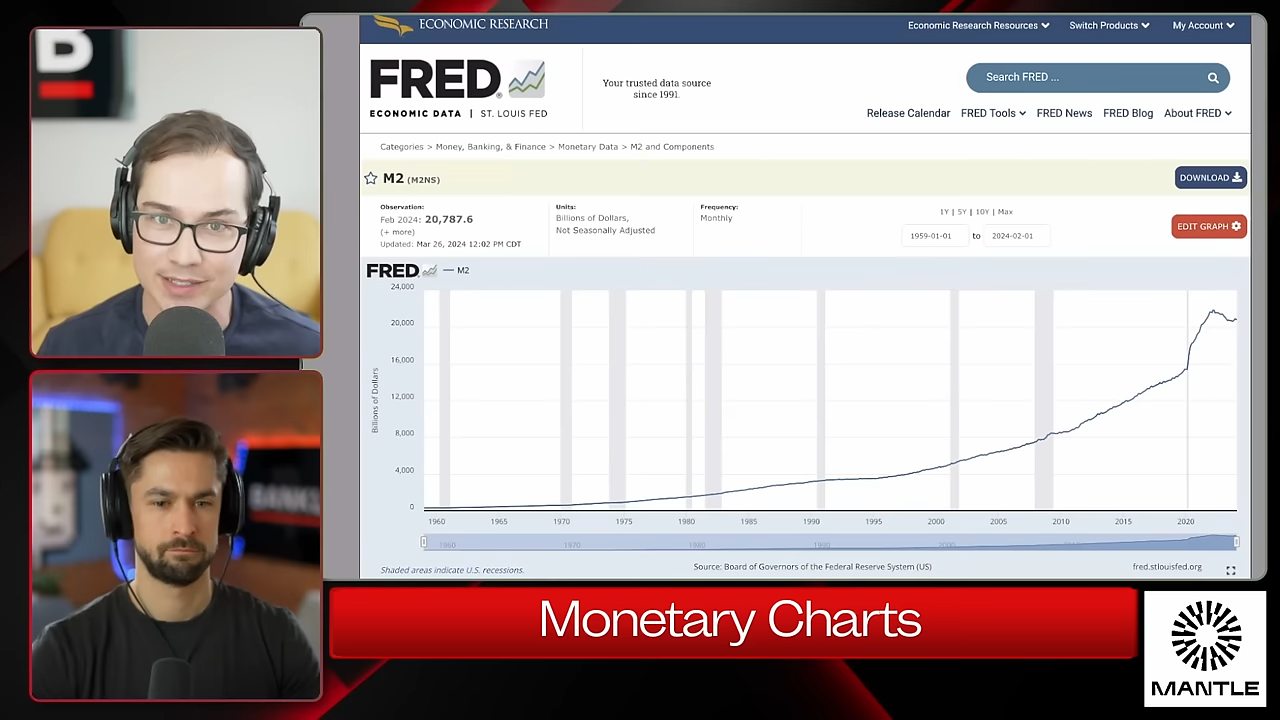 B
BANKS
ECONOMIC RESEARCH
Economic Research Resources
Switch Products
My Account
FRED
ECONOMIC DATA | ST. LOUIS FED
Your trusted data source
since 1991.
Search FRED ...
Release Calendar
FRED Tools
FRED News
FRED Blog
About FRED
Categories > Money, Banking, & Finance > Monetary Data > M2 and Components
M2 (M2NS)
DOWNLOAD
Observation:
Feb 2024: 20,787.6
(+ more)
Updated: Mar 26, 2024 12:02 PM CDT
Units:
Billions of Dollars,
Not Seasonally Adjusted
Frequency:
Monthly
1Y | 5Y | 10Y | Max
1959-01-01 to 2024-02-01
EDIT GRAPH
FRED — M2
24,000
20,000
16,000
12,000
8,000
4,000
0
Billions of Dollars
1960 1965 1970 1975 1980 1985 1990 1995 2000 2005 2010 2015 2020
1960 1970 1980 1990 2000
Shaded areas indicate U.S. recessions.
Source: Board of Governors of the Federal Reserve System (US)
fred.stlouisfed.org
Monetary Charts
MANTLE